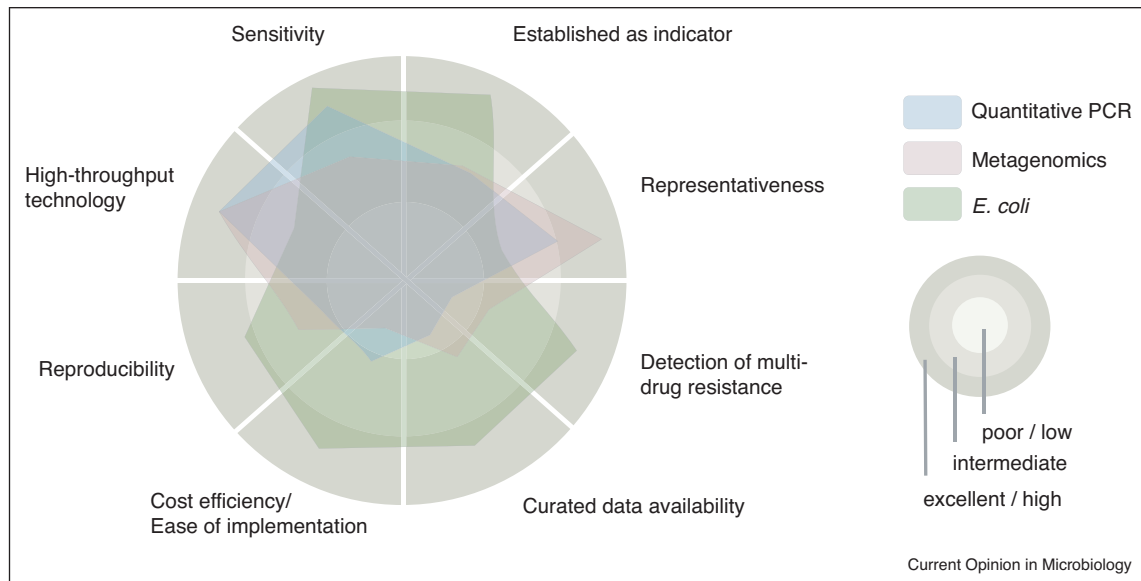 Sensitivity
Established as indicator
High-throughput
technology
Representativeness
Reproducibility
Detection of multi-
drug resistance
Cost efficiency/
Ease of implementation
Curated data availability
Quantitative PCR
Metagenomics
E. coli
poor / low
intermediate
excellent / high
Current Opinion in Microbiology